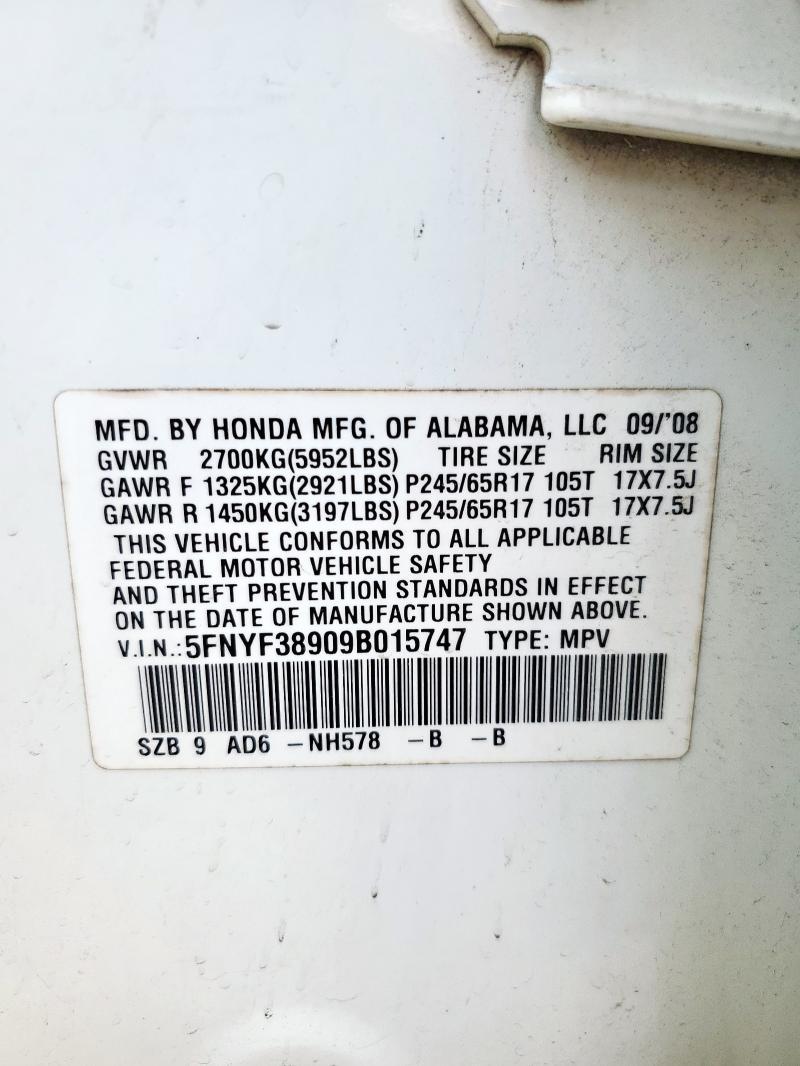 MFD. BY HONDA MFG. OF ALABAMA, LLC 09/'08
GVWR 2700KG(5952LBS) TIRE SIZE RIM SIZE
GAWR F 1325KG(2921LBS) P245/65R17 105T 17X7.5J
GAWR R 1450KG(3197LBS) P245/65R17 105T 17X7.5J
THIS VEHICLE CONFORMS TO ALL APPLICABLE
FEDERAL MOTOR VEHICLE SAFETY
AND THEFT PREVENTION STANDARDS IN EFFECT
ON THE DATE OF MANUFACTURE SHOWN ABOVE.
V.I.N.:5FNYF38909B015747 TYPE: MPV
SZB 9 AD6 -NH578 -B -B